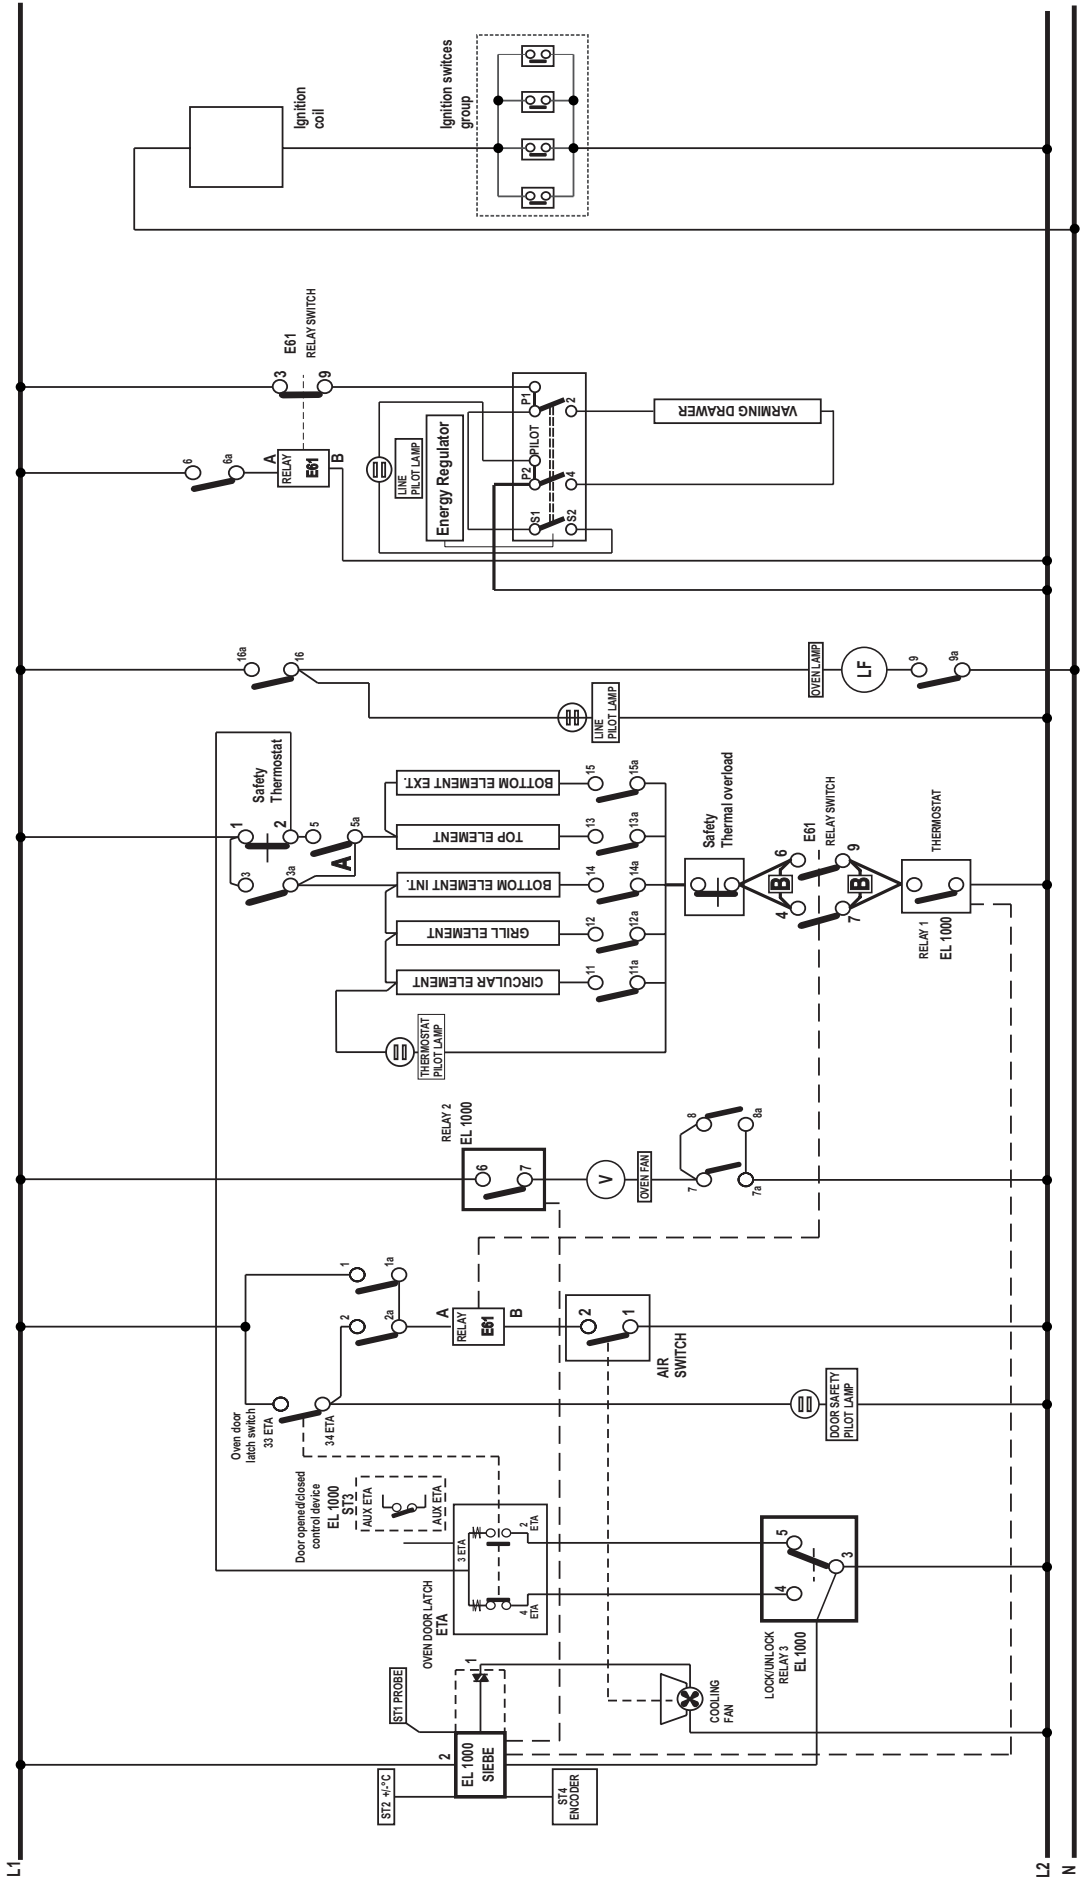 L1
L2
N
EL 1000
SIEBE
2
1
ST1 PROBE
ST2 +/-°C
ST4
ENCODER
COOLING
FAN
OVEN DOOR LATCH
ETA
3 ETA
4
ETA
2
ETA
Door opened/closed
control device
EL 1000
ST3
AUX ETA
AUX ETA
LOCK/UNLOCK
RELAY 3
EL1000
4
5
3
Oven door
latch switch
33 ETA
34 ETA
DOOR SAFETY
PILOT LAMP
2
2a
1
1a
A
RELAY
E61
B
2
1
AIR
SWITCH
RELAY 2
EL 1000
6
7
V
OVEN FAN
7
7a
8
8a
THERMOSTAT
PILOT LAMP
CIRCULAR ELEMENT
11
11a
GRILL ELEMENT
12
12a
BOTTOM ELEMENT INT.
14
14a
TOP ELEMENT
13
13a
BOTTOM ELEMENT EXT.
15
15a
3
3a
1
2
Safety
Thermostat
5
5a
A
Safety
Thermal overload
4
6
B
B
7
9
E61
RELAY SWITCH
RELAY 1
EL 1000
THERMOSTAT
16a
16
LINE
PILOT LAMP
OVEN LAMP
LF
9
9a
6
6a
A
RELAY
E61
B
3
9
E61
RELAY SWITCH
LINE
PILOT LAMP
Energy Regulator
S1
S2
P2
4
PILOT
P1
2
VARMING DRAWER
Ignition
coil
Ignition switces
group